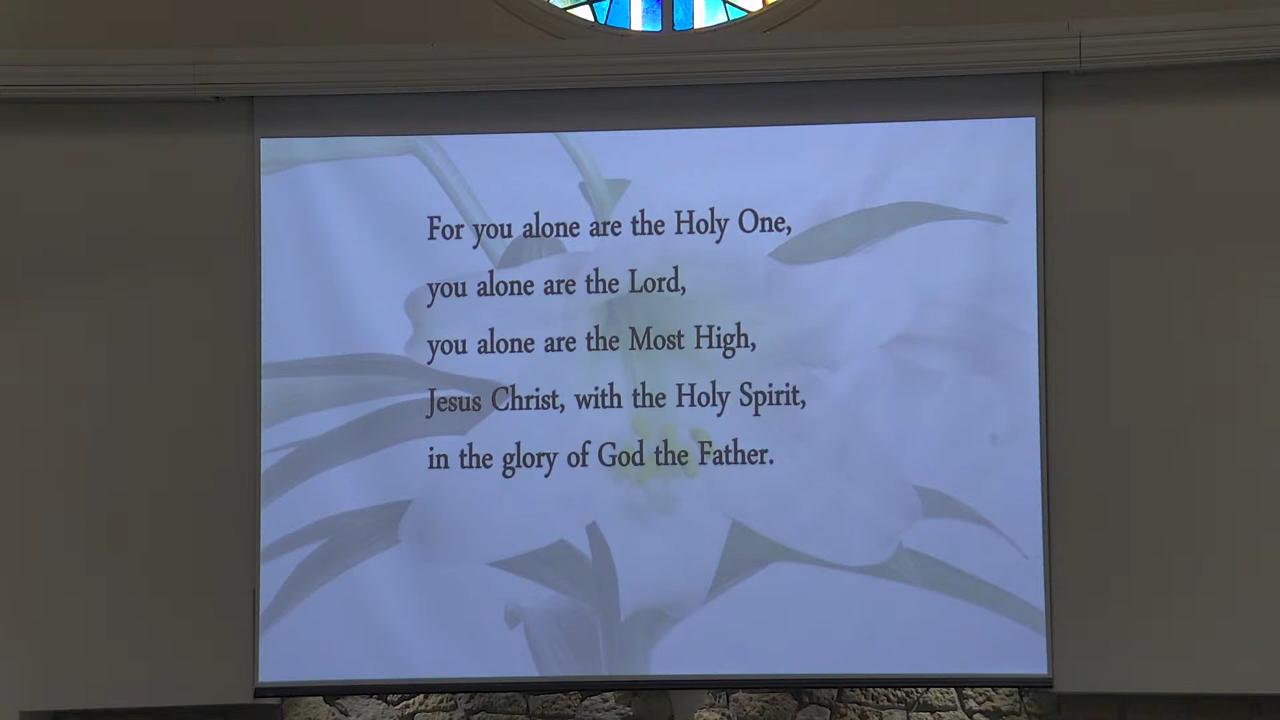 For you alone are the Holy One,
you alone are the Lord,
you alone are the Most High,
Jesus Christ, with the Holy Spirit,
in the glory of God the Father.